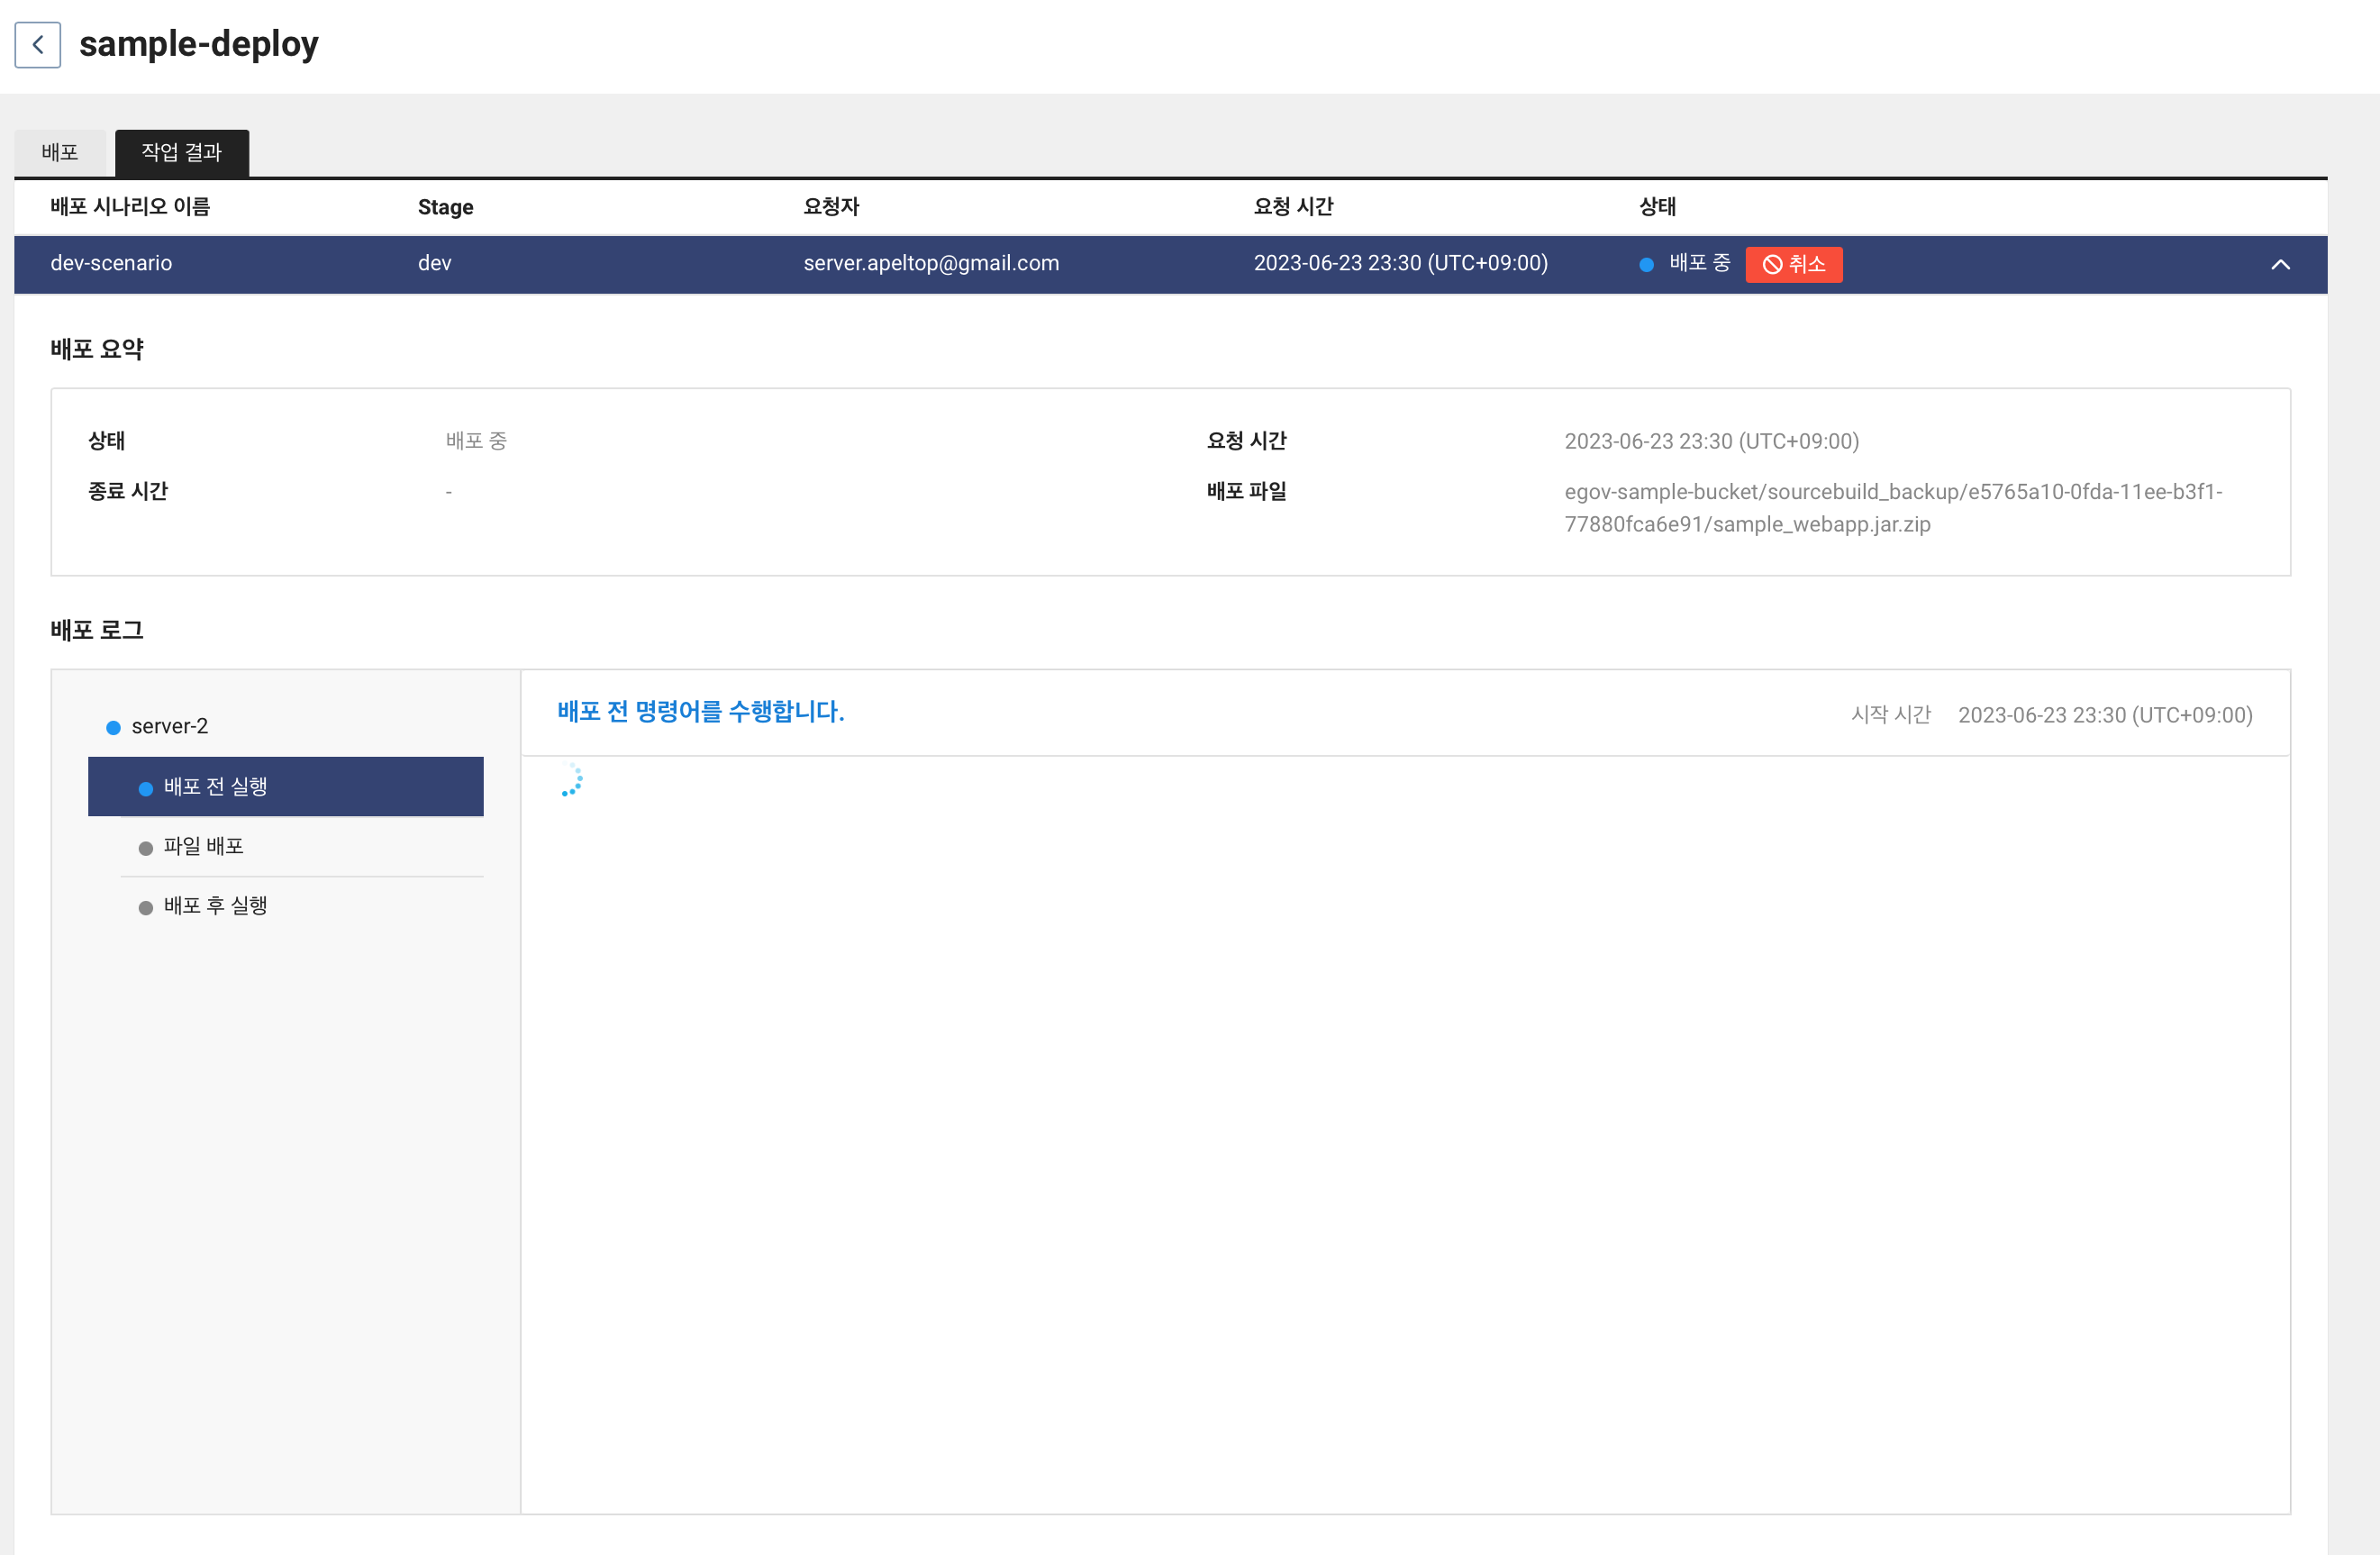 sample-deploy
배포 작업 결과
배포 시나리오 이름 Stage 요청자 요청 시간 상태
dev-scenario dev server.apeltop@gmail.com 2023-06-23 23:30 (UTC+09:00) 배포 중 취소
배포 요약
상태 배포 중 요청 시간 2023-06-23 23:30 (UTC+09:00)
종료 시간 - 배포 파일 egov-sample-bucket/sourcebuild_backup/e5765a10-0fda-11ee-b3f1-
77880fca6e91/sample_webapp.jar.zip
배포 로그
배포 전 명령어를 수행합니다. 시작 시간 2023-06-23 23:30 (UTC+09:00)
server-2
배포 전 실행
파일 배포
배포 후 실행